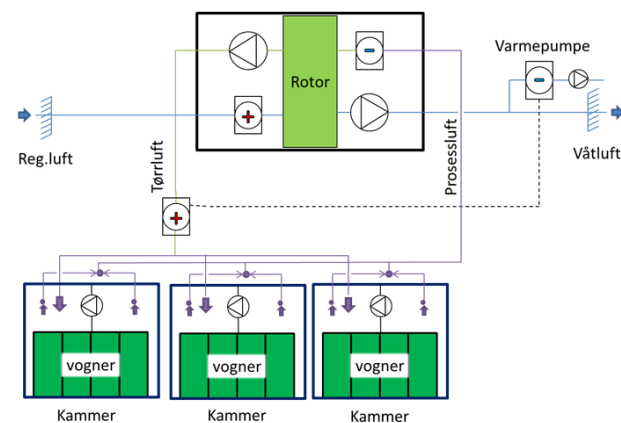 Varmepumpe
Rotor
Reg.luft
Våtluft
Tørrluft
Prosessluft
vogner
vogner
vogner
Kammer
Kammer
Kammer